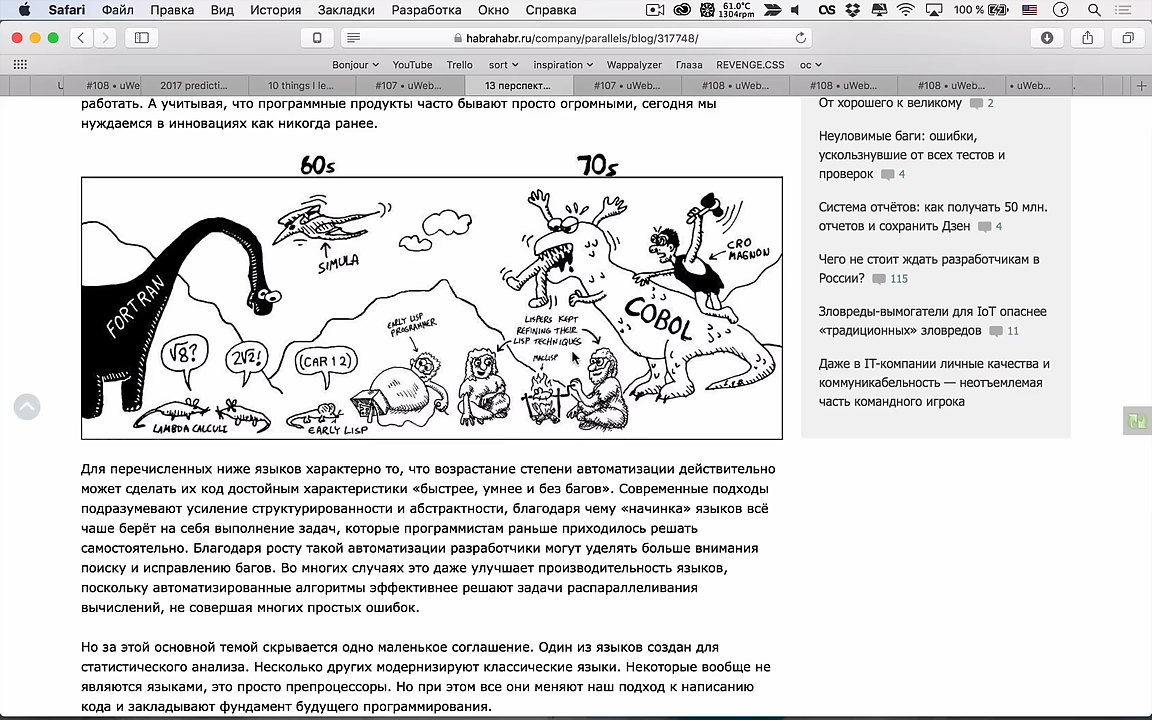 Safari Файл Правка Вид История Закладки Разработка Окно Справка 61.0°C 1304rpm 100 %
habrahabr.ru/company/parallels/blog/317748/
Bonjour YouTube Trello sort inspiration Wappalyzer Глаза REVENGE.CSS ос
#108 • uWe 2017 predicti... 10 things I le... #107 • uWeb... 13 перспект... #107 • uWeb... #108 • uWeb... #108 • uWeb... #108 • uWeb... • uWeb...
работать. А учитывая, что программные продукты часто бывают просто огромными, сегодня мы
нуждаемся в инновациях как никогда ранее.
60s 70s
FORTRAN
SIMULA
√8?
2√2!
(CAR 1 2)
LAMBDA CALCULI
EARLY LISP
EARLY LISP
PROGRAMMER
LISPERS KEPT
REFINING THEIR
LISP TECHNIQUES
MACLISP
COBOL
CRO
MAGNON
Для перечисленных ниже языков характерно то, что возрастание степени автоматизации действительно
может сделать их код достойным характеристики «быстрее, умнее и без багов». Современные подходы
подразумевают усиление структурированности и абстрактности, благодаря чему «начинка» языков всё
чаше берёт на себя выполнение задач, которые программистам раньше приходилось решать
самостоятельно. Благодаря росту такой автоматизации разработчики могут уделять больше внимания
поиску и исправлению багов. Во многих случаях это даже улучшает производительность языков,
поскольку автоматизированные алгоритмы эффективнее решают задачи распараллеливания
вычислений, не совершая многих простых ошибок.
Но за этой основной темой скрывается одно маленькое соглашение. Один из языков создан для
статистического анализа. Несколько других модернизируют классические языки. Некоторые вообще не
являются языками, это просто препроцессоры. Но при этом все они меняют наш подход к написанию
кода и закладывают фундамент будущего программирования.
От хорошего к великому 2
Неуловимые баги: ошибки,
ускользнувшие от всех тестов и
проверок 4
Система отчётов: как получать 50 млн.
отчетов и сохранить Дзен 4
Чего не стоит ждать разработчикам в
России? 115
Зловреды-вымогатели для IoT опаснее
«традиционных» зловредов 11
Даже в IT-компании личные качества и
коммуникабельность — неотъемлемая
часть командного игрока